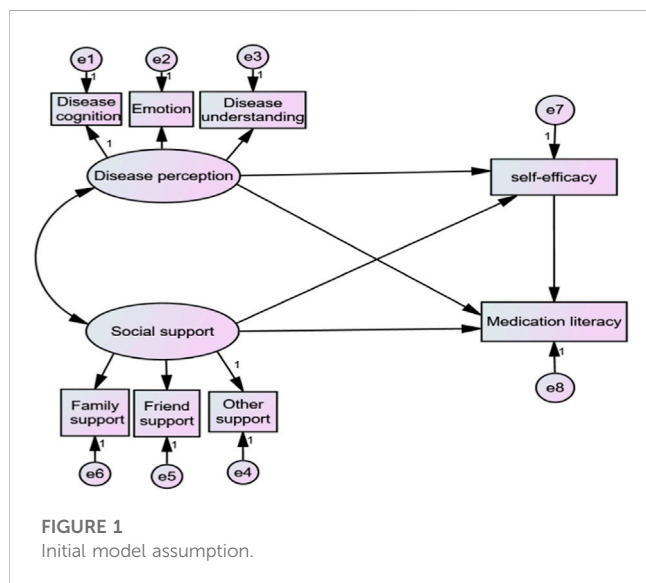 e1
e2
e3
1
1
1
Disease
cognition
Emotion
Disease
understanding
1
Disease perception
e7
1
self-efficacy
Social support
Medication literacy
1
1
e8
Family
support
Friend
support
Other
support
1
1
1
e6
e5
e4
FIGURE 1
Initial model assumption.